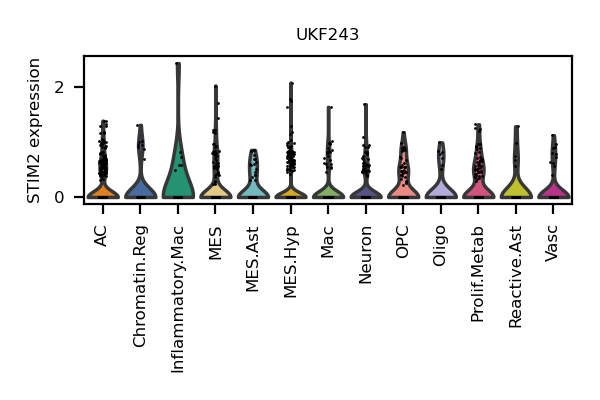 UKF243
STIM2 expression
2
0
AC
Chromatin.Reg
Inflammatory.Mac
MES
MES.Ast
MES.Hyp
Mac
Neuron
OPC
Oligo
Prolif.Metab
Reactive.Ast
Vasc